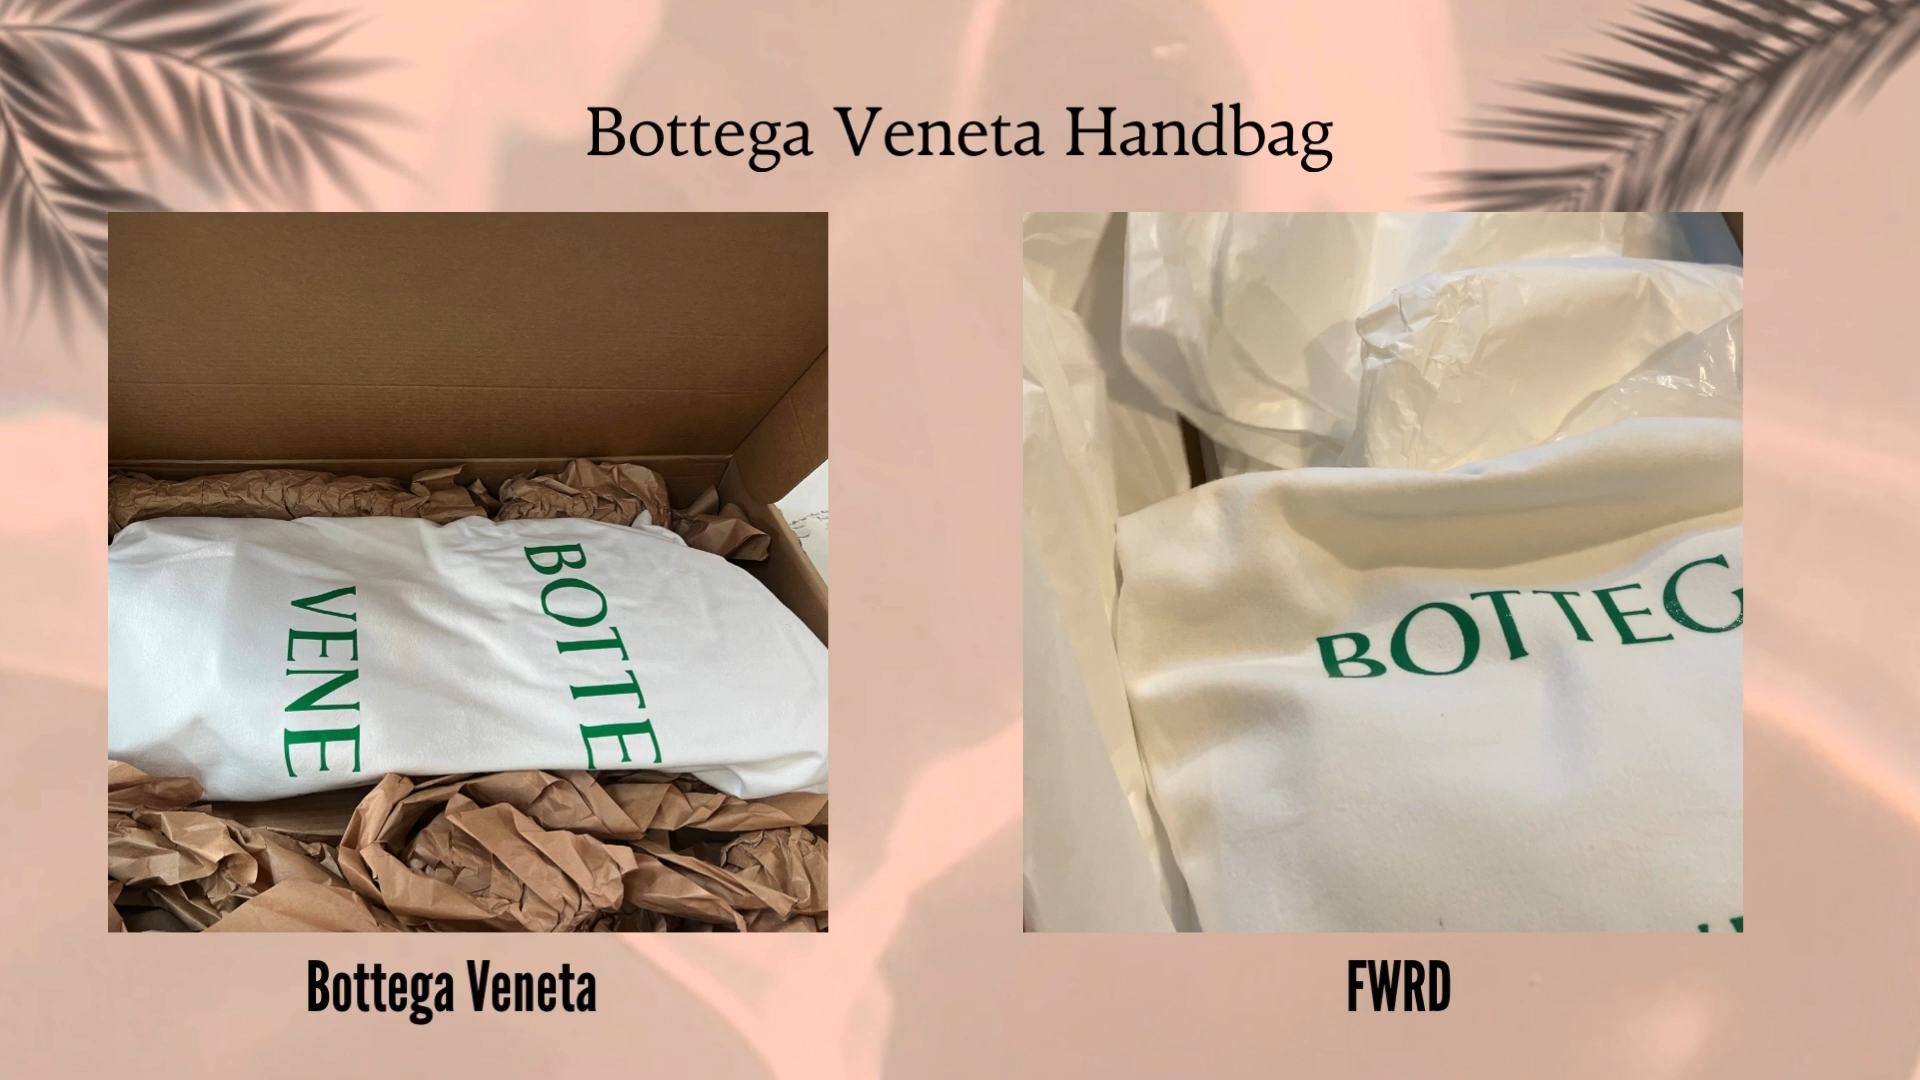 Bottega Veneta Handbag
BOTTE
VENE
BOTTEG
Bottega Veneta
FWRD